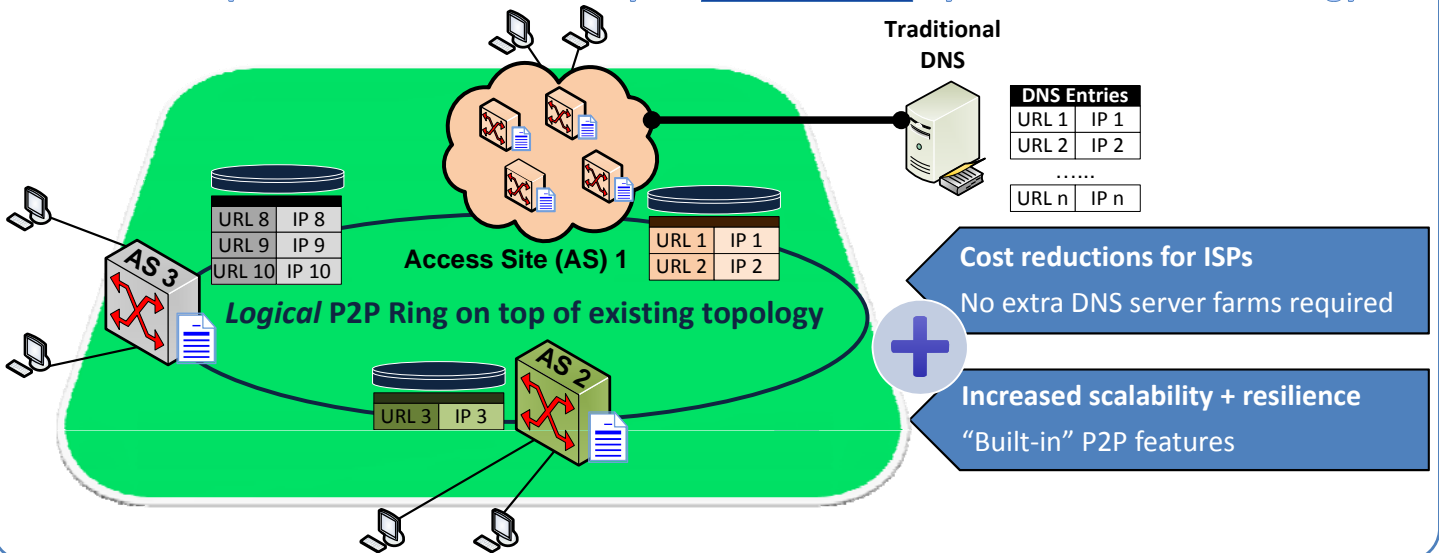 Traditional
DNS
DNS Entries
URL 1 IP 1
URL 2 IP 2
…...
URL n IP n
URL 8 IP 8
URL 9 IP 9
URL 10 IP 10
URL 1 IP 1
URL 2 IP 2
Access Site (AS) 1
AS 3
Logical P2P Ring on top of existing topology
AS 2
URL 3 IP 3
Cost reductions for ISPs
No extra DNS server farms required
Increased scalability + resilience
“Built-in” P2P features